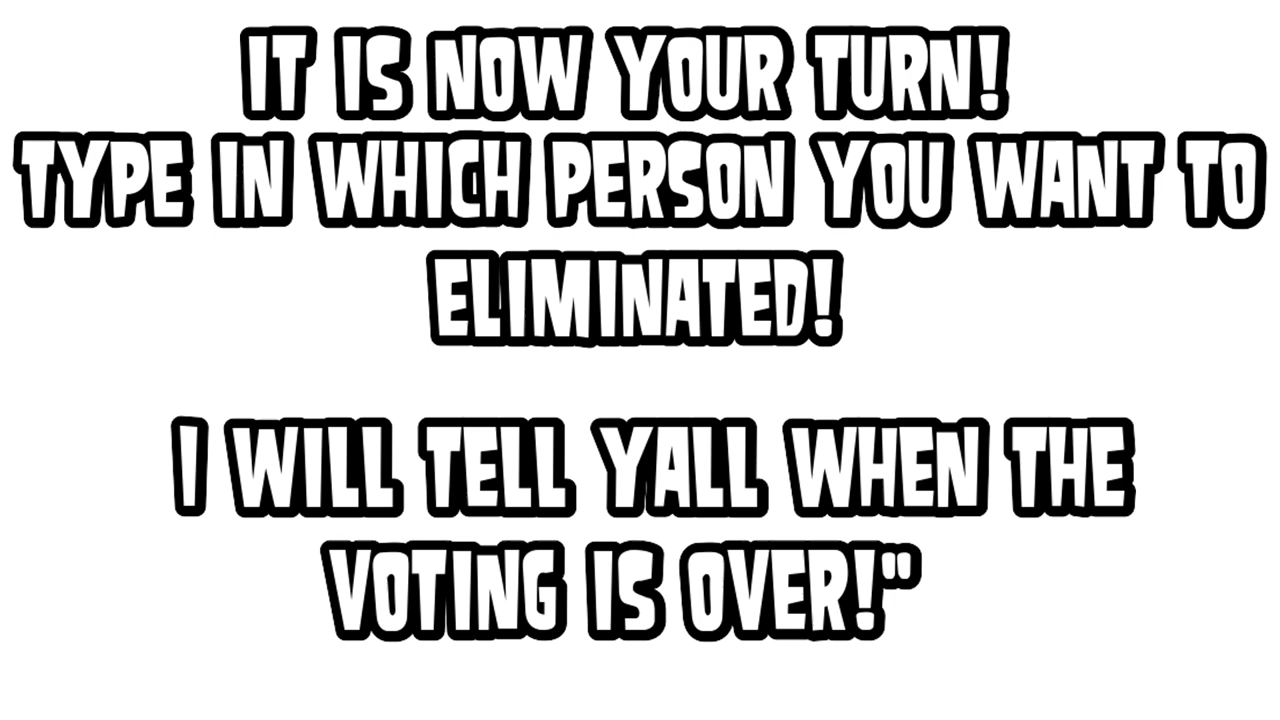 IT IS NOW YOUR TURN!
TYPE IN WHICH PERSON YOU WANT TO
ELIMINATED!
I WILL TELL YALL WHEN THE
VOTING IS OVER!"